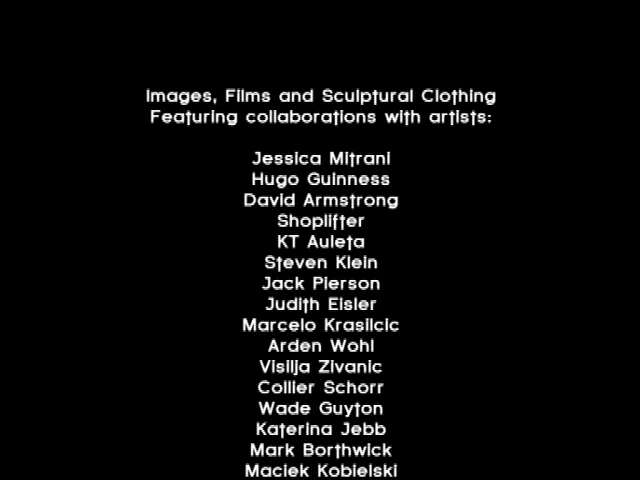 Images, Films and Sculptural Clothing
Featuring collaborations with artists:
Jessica Mitrani
Hugo Guinness
David Armstrong
Shoplifter
KT Auleta
Steven Klein
Jack Pierson
Judith Eisler
Marcelo Krasilcic
Arden Wohl
Visilja Zivanic
Collier Schorr
Wade Guyton
Katerina Jebb
Mark Borthwick
Maciek Kobielski